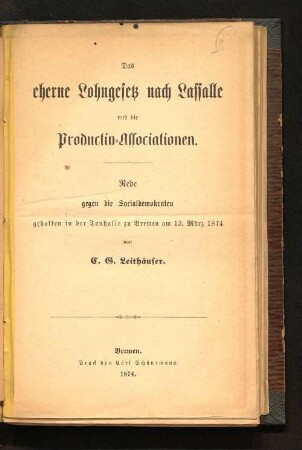 Das
eherne Lohngesetz nach Lassalle
und die
Productiv-Associationen.
Rede
gegen die Socialdemokraten
gehalten in der Tonhalle zu Bremen am 13. März 1874
von
C. G. Leithäuser.
Bremen.
Druck von Carl Schünemann.
1874.